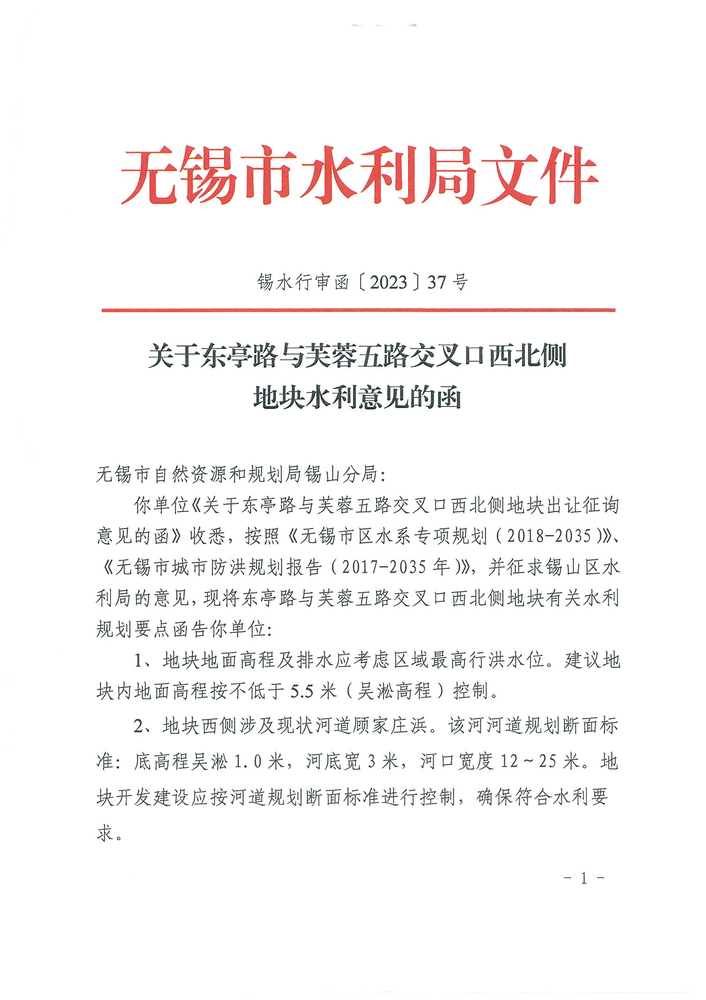 无锡市水利局文件
锡水行审函〔2023〕37号
关于东亭路与芙蓉五路交叉口西北侧
地块水利意见的函
无锡市自然资源和规划局锡山分局：
你单位《关于东亭路与芙蓉五路交叉口西北侧地块出让征询
意见的函》收悉，按照《无锡市区水系专项规划（2018-2035）》、
《无锡市城市防洪规划报告（2017-2035年）》，并征求锡山区水
利局的意见，现将东亭路与芙蓉五路交叉口西北侧地块有关水利
规划要点函告你单位：
1、地块地面高程及排水应考虑区域最高行洪水位。建议地
块内地面高程按不低于5.5米（吴淞高程）控制。
2、地块西侧涉及现状河道顾家庄浜。该河河道规划断面标
准：底高程吴淞1.0米，河底宽3米，河口宽度12～25米。地
块开发建设应按河道规划断面标准进行控制，确保符合水利要
求。
- 1 -